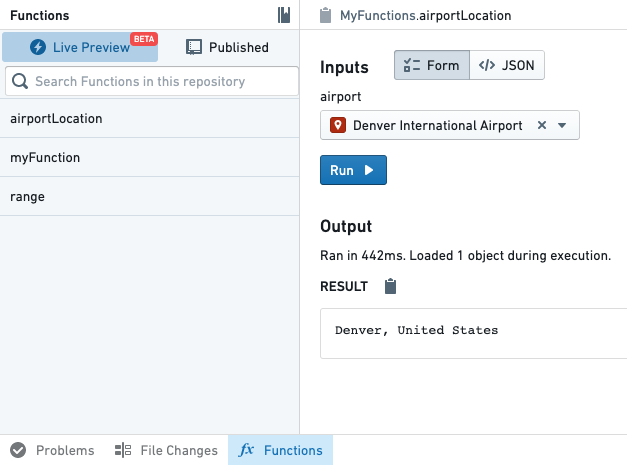 Functions
Live Preview BETA
Published
Search Functions in this repository
airportLocation
myFunction
range
MyFunctions.airportLocation
Inputs
Form
</> JSON
airport
Denver International Airport
Run
Output
Ran in 442ms. Loaded 1 object during execution.
RESULT
Denver, United States
Problems
File Changes
fx Functions